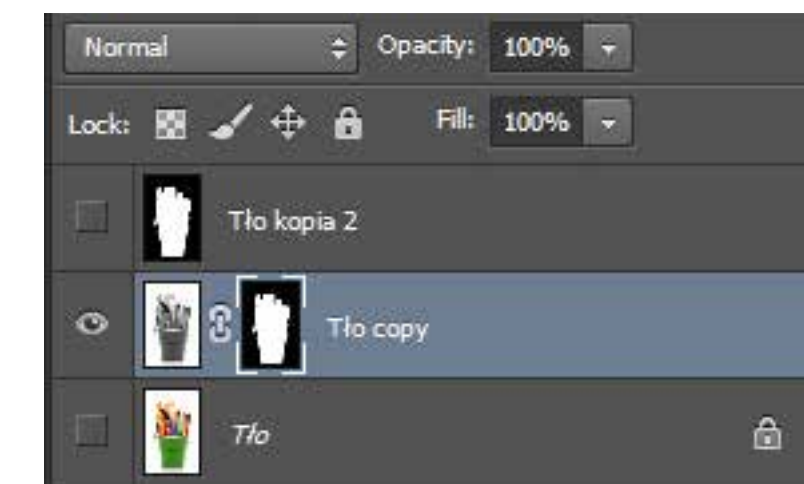 Normal Opacity: 100%
Lock: Fill: 100%
Tło kopia 2
Tło copy
Tło